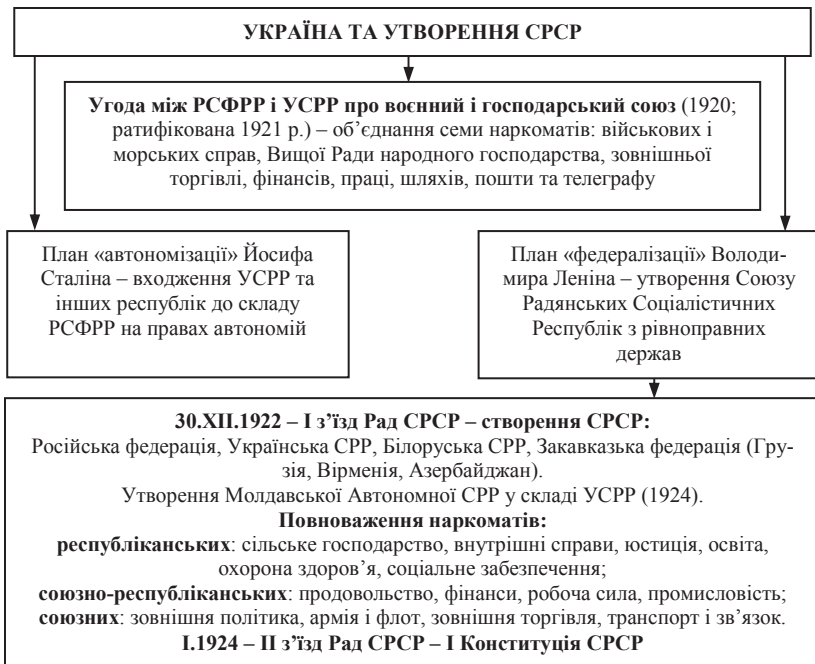 УКРАЇНА ТА УТВОРЕННЯ СРСР
Угода між РСФРР і УСРР про воєнний і господарський союз (1920;
ратифікована 1921 р.) – об’єднання семи наркоматів: військових і
морських справ, Вищої Ради народного господарства, зовнішньої
торгівлі, фінансів, праці, шляхів, пошти та телеграфу
План «автономізації» Йосифа
Сталіна – входження УСРР та
інших республік до складу
РСФРР на правах автономій
План «федералізації» Володи-
мира Леніна – утворення Союзу
Радянських Соціалістичних
Республік з рівноправних
держав
30.XII.1922 – I з’їзд Рад СРСР – створення СРСР:
Російська федерація, Українська СРР, Білоруська СРР, Закавказька федерація (Гру-
зія, Вірменія, Азербайджан).
Утворення Молдавської Автономної СРР у складі УСРР (1924).
Повноваження наркоматів:
республіканських: сільське господарство, внутрішні справи, юстиція, освіта,
охорона здоров’я, соціальне забезпечення;
союзно-республіканських: продовольство, фінанси, робоча сила, промисловість;
союзних: зовнішня політика, армія і флот, зовнішня торгівля, транспорт і зв’язок.
I.1924 – II з’їзд Рад СРСР – I Конституція СРСР